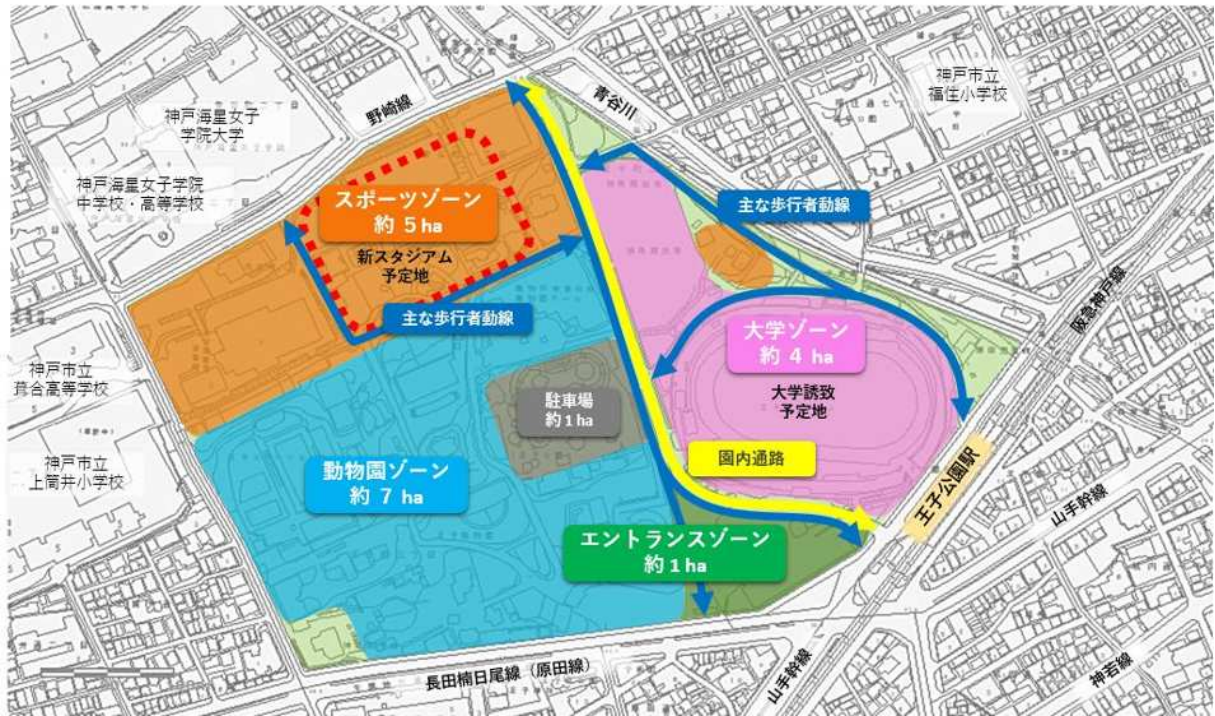 神戸市立
福住小学校
青谷川
野崎線
神戸海星女子
学院大学
神戸海星女子学院
中学校・高等学校
スポーツゾーン
約 5 ha
新スタジアム
予定地
主な歩行者動線
主な歩行者動線
阪急神戸線
大学ゾーン
約 4 ha
大学誘致
予定地
神戸市立
葺合高等学校
駐車場
約1ha
神戸市立
上筒井小学校
動物園ゾーン
約 7 ha
園内通路
王子公園駅
山手幹線
エントランスゾーン
約1ha
長田楠日尾線（原田線）
山手幹線
神若線